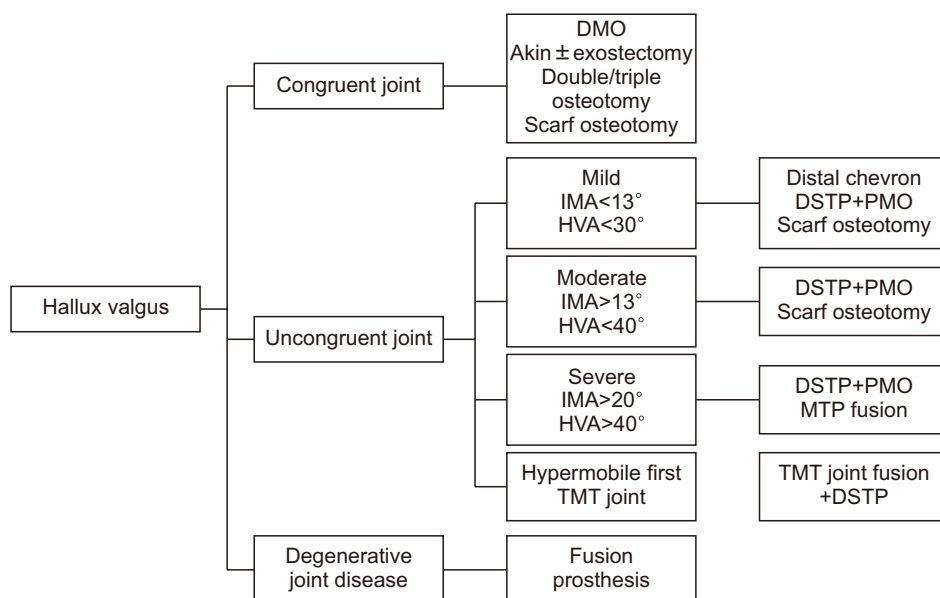 Hallux valgus
Congruent joint
DMO
Akin ± exostectomy
Double/triple
osteotomy
Scarf osteotomy
Uncongruent joint
Mild
IMA<13°
HVA<30°
Distal chevron
DSTP+PMO
Scarf osteotomy
Moderate
IMA>13°
HVA<40°
DSTP+PMO
Scarf osteotomy
Severe
IMA>20°
HVA>40°
DSTP+PMO
MTP fusion
Hypermobile first
TMT joint
TMT joint fusion
+DSTP
Degenerative
joint disease
Fusion
prosthesis